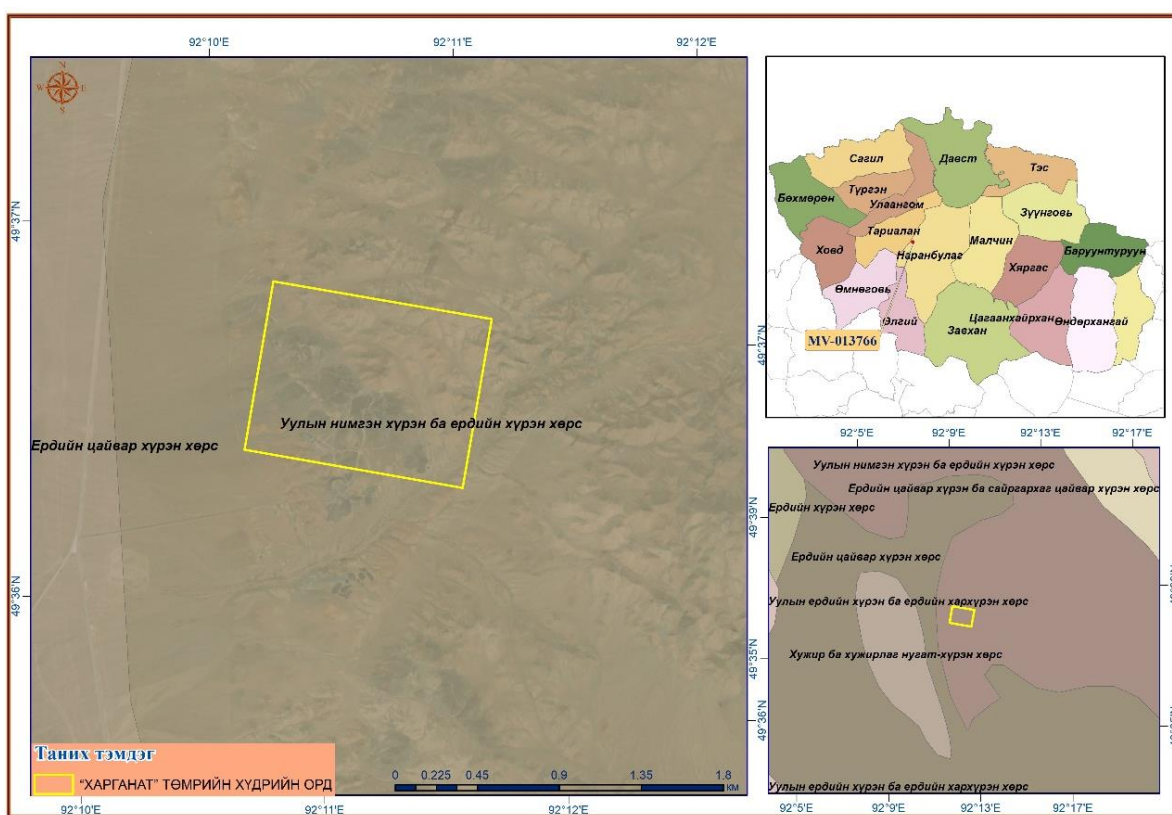 92°10'E
92°11'E
92°12'E
N
W
E
S
49°37'N
49°37'N
Уулын нимгэн хүрэн ба ердийн хүрэн хөрс
Ердийн цайвар хүрэн хөрс
49°36'N
49°36'N
Таних тэмдэг
"ХАРГАНАТ" ТӨМРИЙН ХҮДРИЙН ОРД
0 0.225 0.45 0.9 1.35 1.8
КМ
92°10'E
92°11'E
92°12'E
Давст
Сагил
Тэс
Түргэн
Бөхмөрөн
Улаангом
Зүүнговь
Тариалан
Малчин
Ховд
Наранбулаг
Баруунтуруун
Хяргас
Өмнөговь
Элгий
Цагаанхайрхан
Өндөрхангай
Завхан
MV-013766
92°5'E
92°9'E
92°13'E
92°17'E
Уулын нимгэн хүрэн ба ердийн хүрэн хөрс
Ердийн цайвар хүрэн ба сайргархаг цайвар хүрэн хөрс
Ердийн хүрэн хөрс
49°39'N
Ердийн цайвар хүрэн хөрс
Уулын ердийн хүрэн ба ердийн хархүрэн хөрс
Хужир ба хужирлаг нугат-хүрэн хөрс
49°35'N
Уулын ердийн хүрэн ба ердийн хархүрэн хөрс
92°5'E
92°9'E
92°13'E
92°17'E